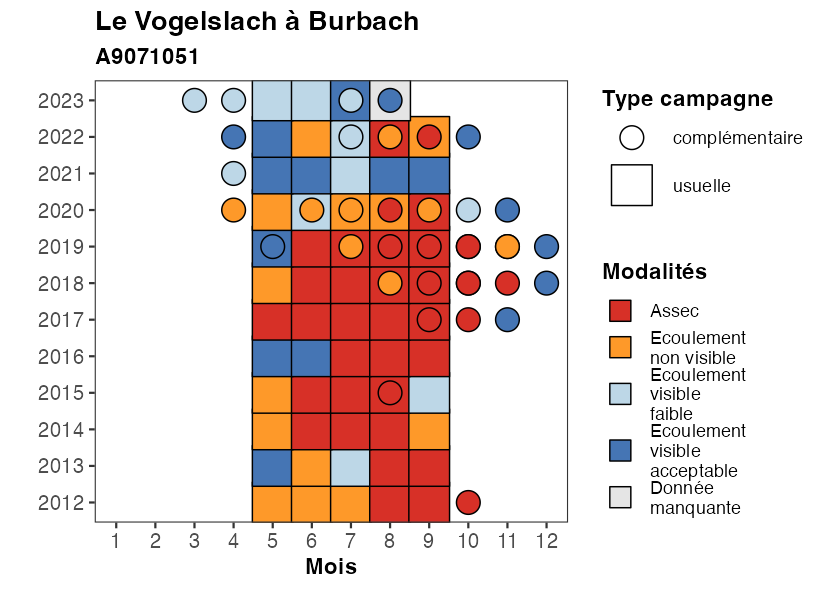 Le Vogelslach à Burbach
A9071051
2023
2022
2021
2020
2019
2018
2017
2016
2015
2014
2013
2012
1 2 3 4 5 6 7 8 9 10 11 12
Mois
Type campagne
complémentaire
usuelle
Modalités
Assec
Ecoulement
non visible
Ecoulement
visible
faible
Ecoulement
visible
acceptable
Donnée
manquante